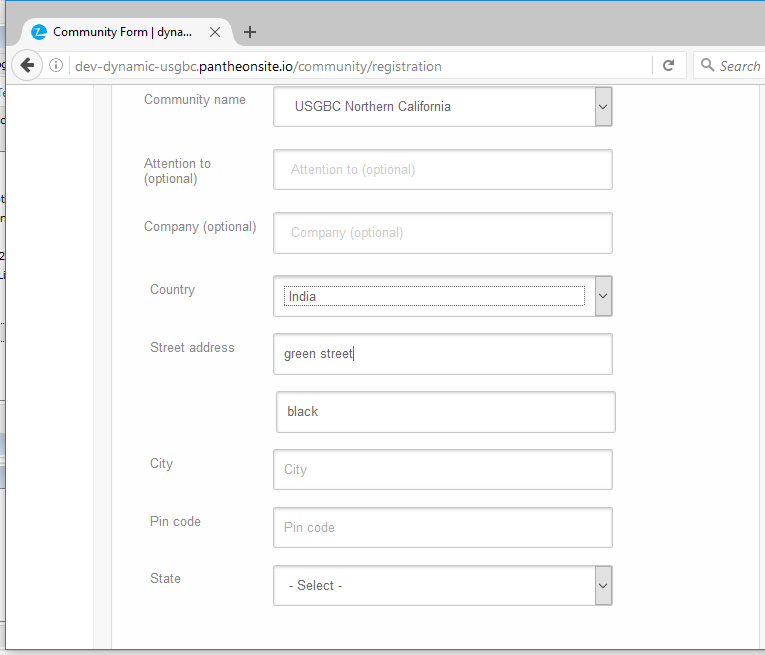 Community Form | dyna...
dev-dynamic-usgbc.pantheonsite.io/community/registration
Search
Community name
USGBC Northern California
Attention to
(optional)
Attention to (optional)
Company (optional)
Company (optional)
Country
India
Street address
green street
black
City
City
Pin code
Pin code
State
- Select -